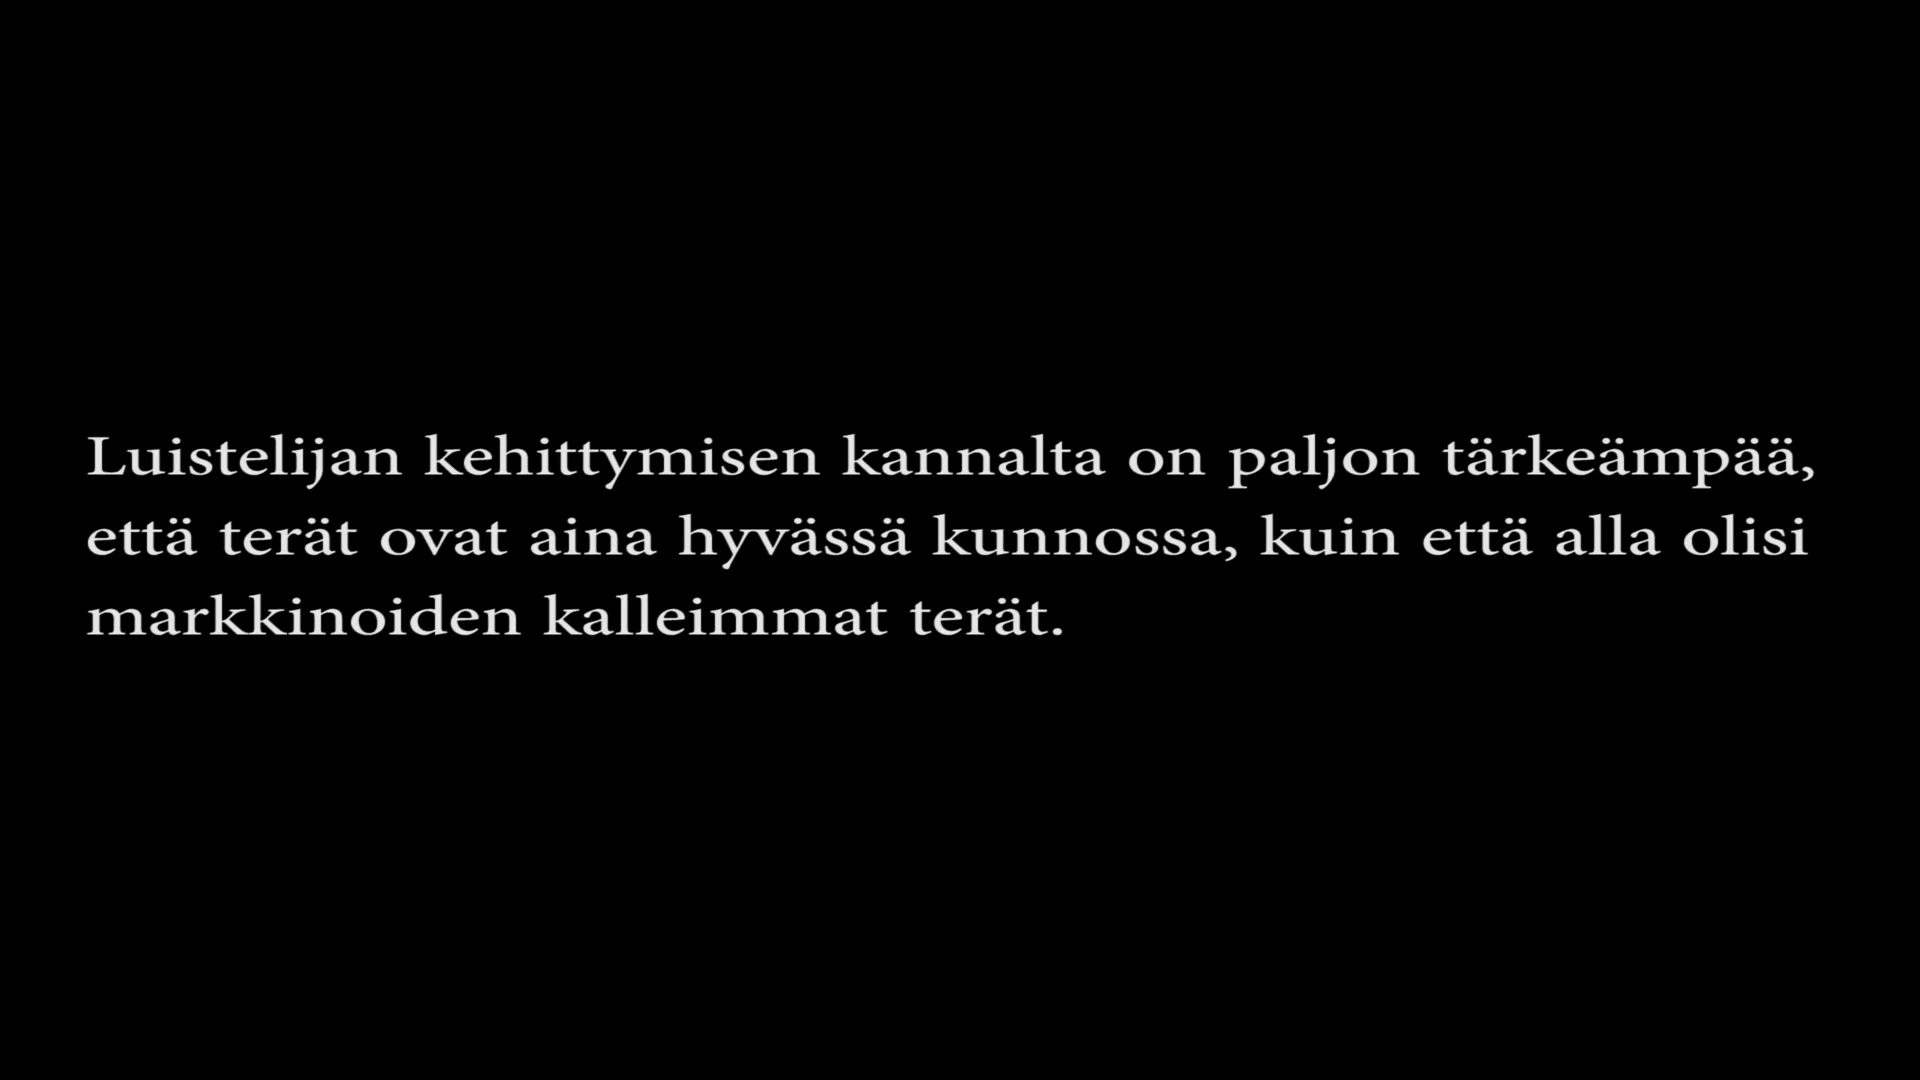 Luistelijan kehittymisen kannalta on paljon tärkeämpää,
että terät ovat aina hyvässä kunnossa, kuin että alla olisi
markkinoiden kalleimmat terät.